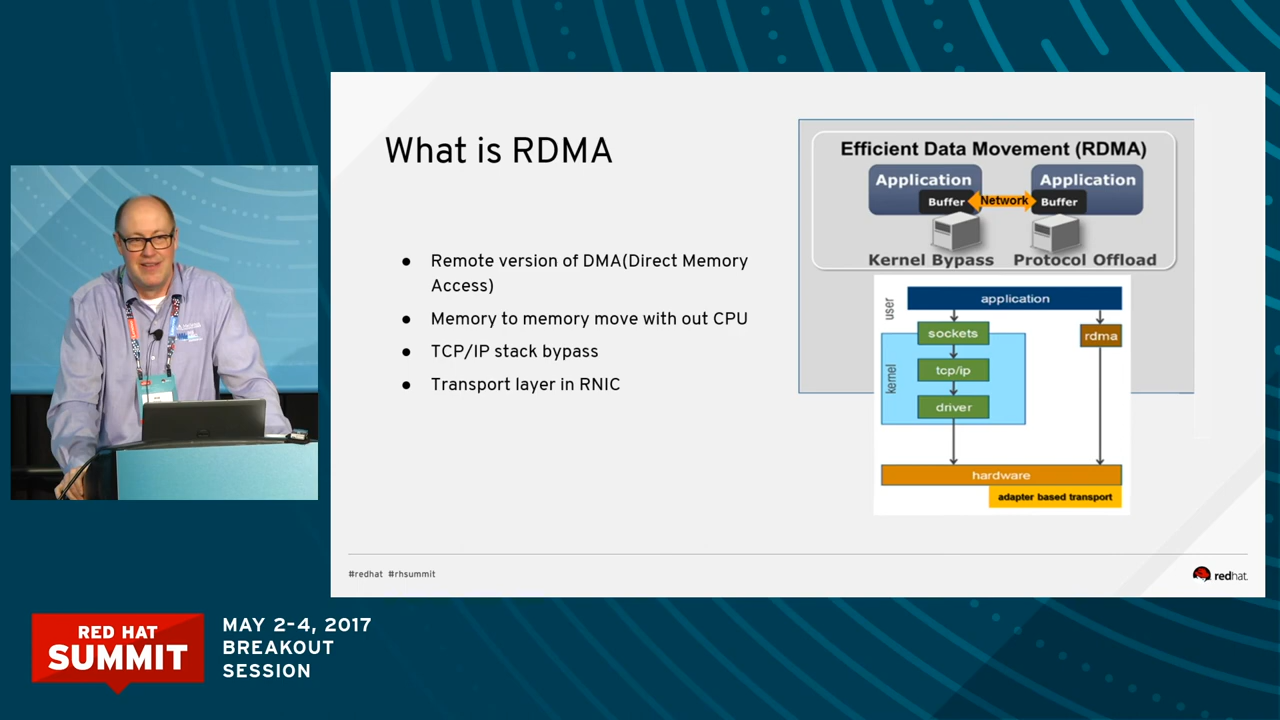 What is RDMA
● Remote version of DMA(Direct Memory
Access)
● Memory to memory move with out CPU
● TCP/IP stack bypass
● Transport layer in RNIC
Efficient Data Movement (RDMA)
Application
Application
Buffer
Network
Buffer
Kernel Bypass
Protocol Offload
user
application
sockets
rdma
kernel
tcp/ip
driver
hardware
adapter based transport
#redhat #rhsummit
redhat.
RED HAT
SUMMIT
MAY 2-4, 2017
BREAKOUT
SESSION